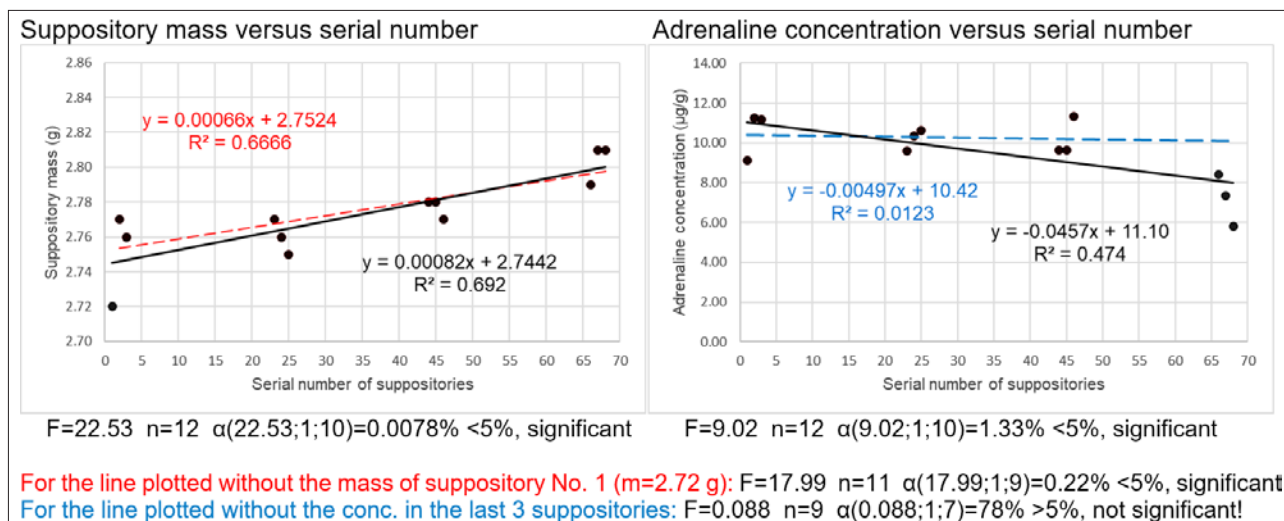 Suppository mass versus serial number
2.86
2.84
2.82
2.80
2.78
2.76
2.74
2.72
2.70
Suppository mass (g)
y = 0.00066x + 2.7524
R² = 0.6666
y = 0.00082x + 2.7442
R² = 0.692
0 5 10 15 20 25 30 35 40 45 50 55 60 65 70
Serial number of suppositories
F=22.53 n=12 α(22.53;1;10)=0.0078% <5%, significant
Adrenaline concentration versus serial number
14.00
12.00
10.00
8.00
6.00
4.00
2.00
0.00
Adrenaline concentration (µg/g)
y = -0.00497x + 10.42
R² = 0.0123
y = -0.0457x + 11.10
R² = 0.474
0 5 10 15 20 25 30 35 40 45 50 55 60 65 70
Serial number of suppositories
F=9.02 n=12 α(9.02;1;10)=1.33% <5%, significant
For the line plotted without the mass of suppository No. 1 (m=2.72 g): F=17.99 n=11 α(17.99;1;9)=0.22% <5%, significant
For the line plotted without the conc. in the last 3 suppositories: F=0.088 n=9 α(0.088;1;7)=78% >5%, not significant!